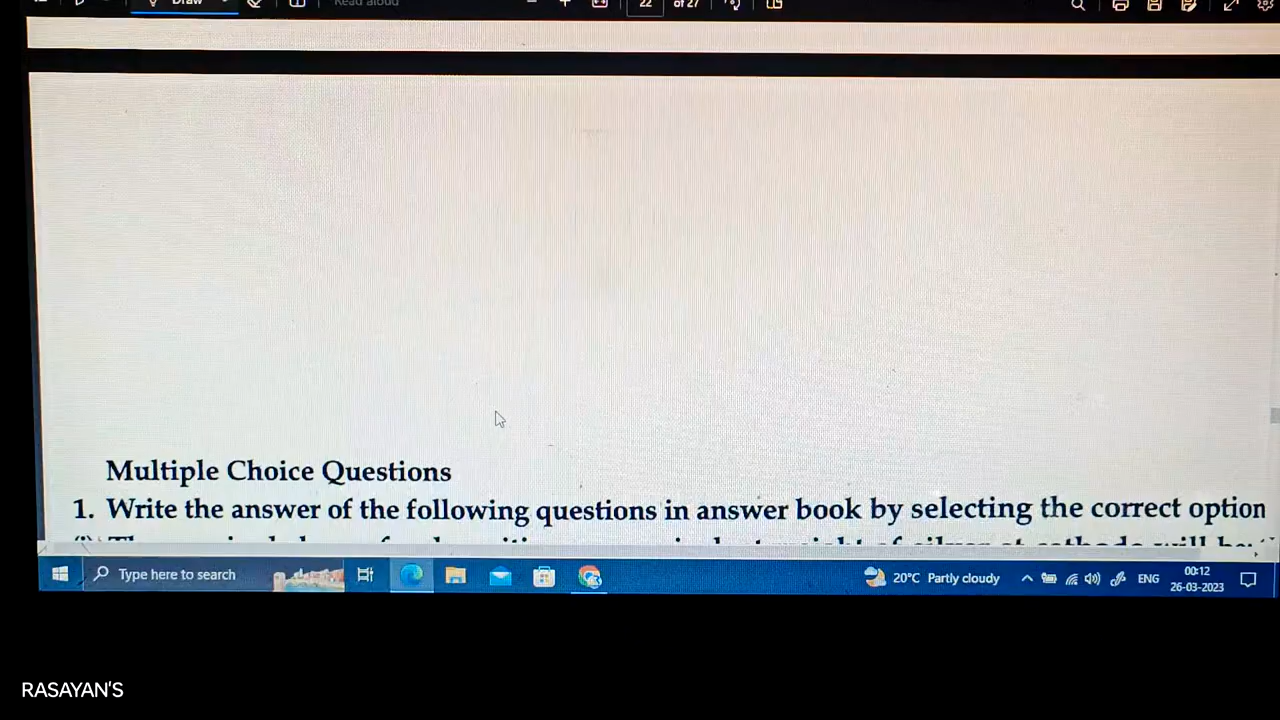 Draw
Read aloud
22 of 27
Multiple Choice Questions
1. Write the answer of the following questions in answer book by selecting the correct option
Type here to search
20°C Partly cloudy
ENG
00:12
26-03-2023
RASAYAN'S